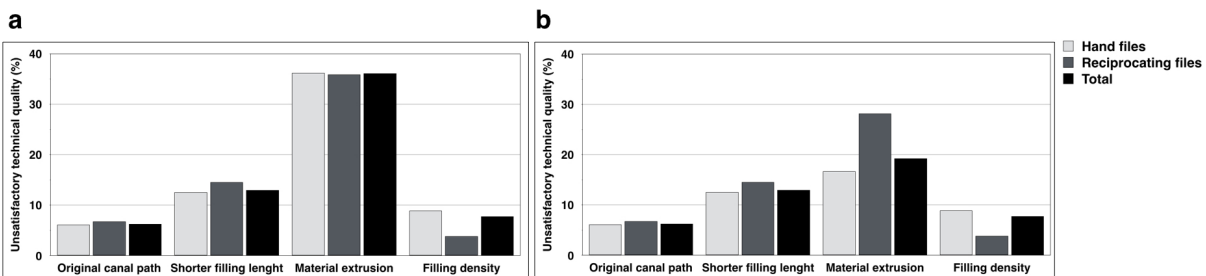 a
Unsatisfactory technical quality (%)
40
30
20
10
0
Original canal path
Shorter filling lenght
Material extrusion
Filling density
b
Unsatisfactory technical quality (%)
40
30
20
10
0
Original canal path
Shorter filling lenght
Material extrusion
Filling density
Hand files
Reciprocating files
Total